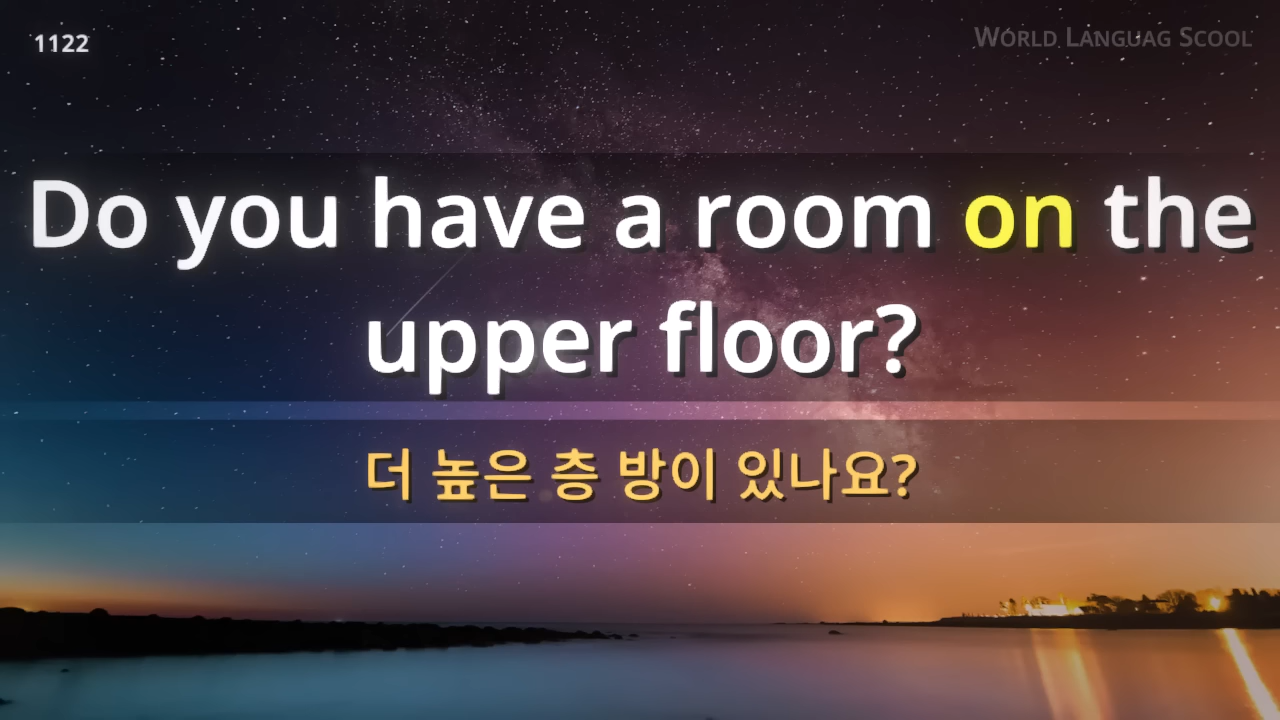 1122
WORLD LANGUAG SCOOL
Do you have a room on the
upper floor?
더 높은 층 방이 있나요?